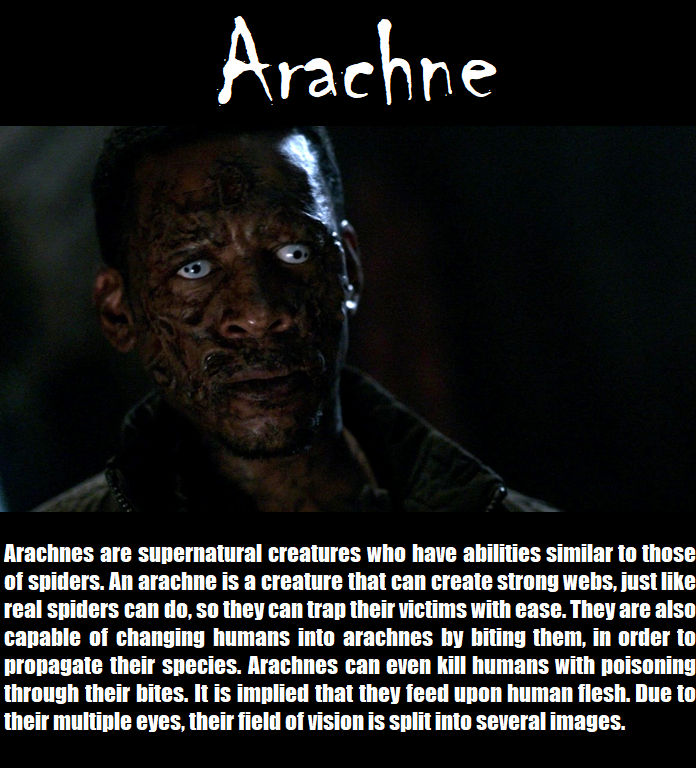 Arachne
Arachnes are supernatural creatures who have abilities similar to those
of spiders. An arachne is a creature that can create strong webs, just like
real spiders can do, so they can trap their victims with ease. They are also
capable of changing humans into arachnes by biting them, in order to
propagate their species. Arachnes can even kill humans with poisoning
through their bites. It is implied that they feed upon human flesh. Due to
their multiple eyes, their field of vision is split into several images.